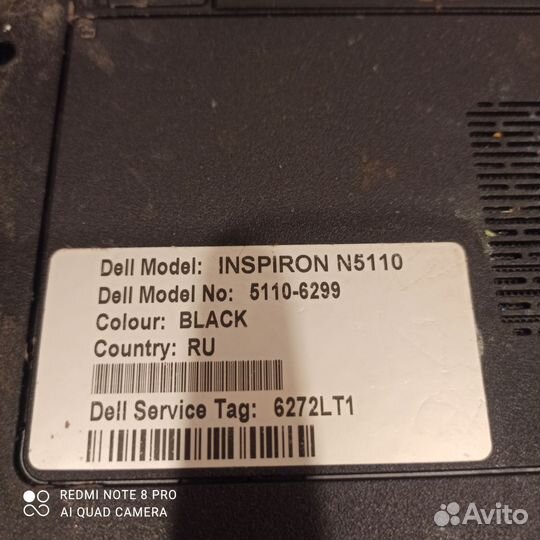 Dell Model: INSPIRON N5110
Dell Model No: 5110-6299
Colour: BLACK
Country: RU
Dell Service Tag: 6272LT1
REDMI NOTE 8 PRO
AI QUAD CAMERA
Avito